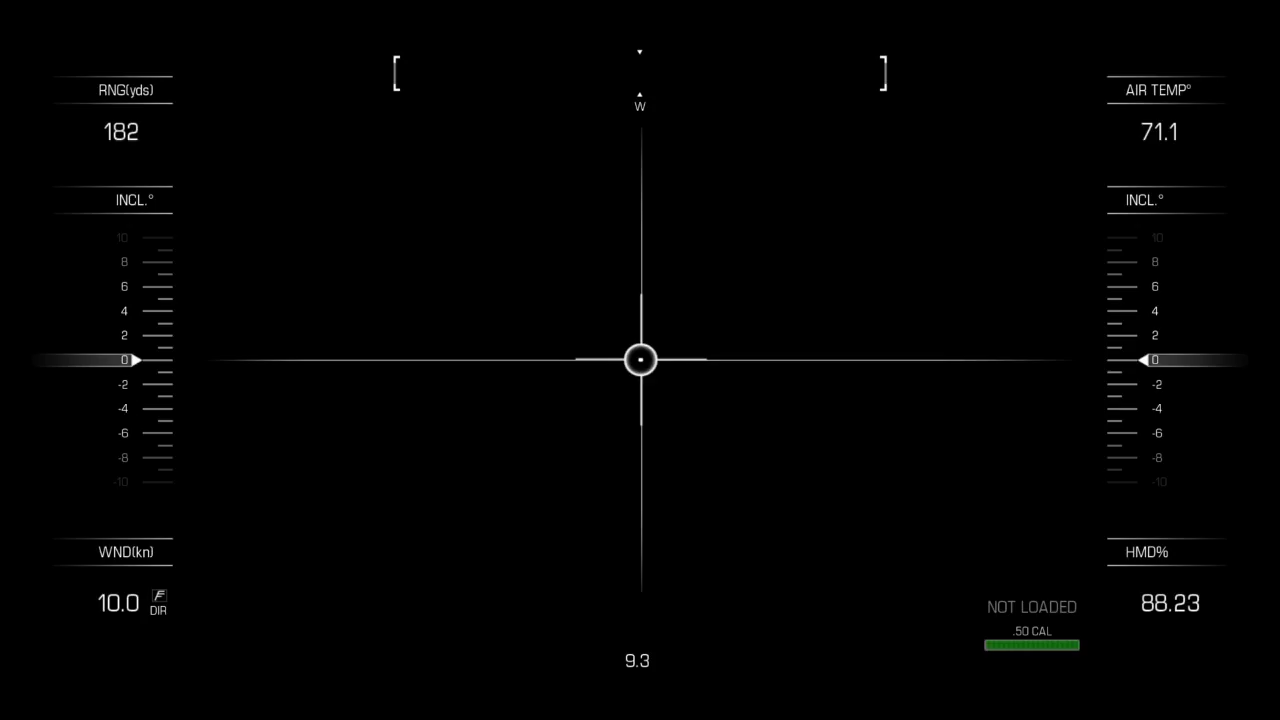 W
RNG(yds)
182
INCL.°
10
8
6
4
2
0
-2
-4
-6
-8
-10
WND(kn)
10.0
DIR
AIR TEMP°
71.1
INCL.°
10
8
6
4
2
0
-2
-4
-6
-8
-10
HMD%
88.23
NOT LOADED
.50 CAL
9.3